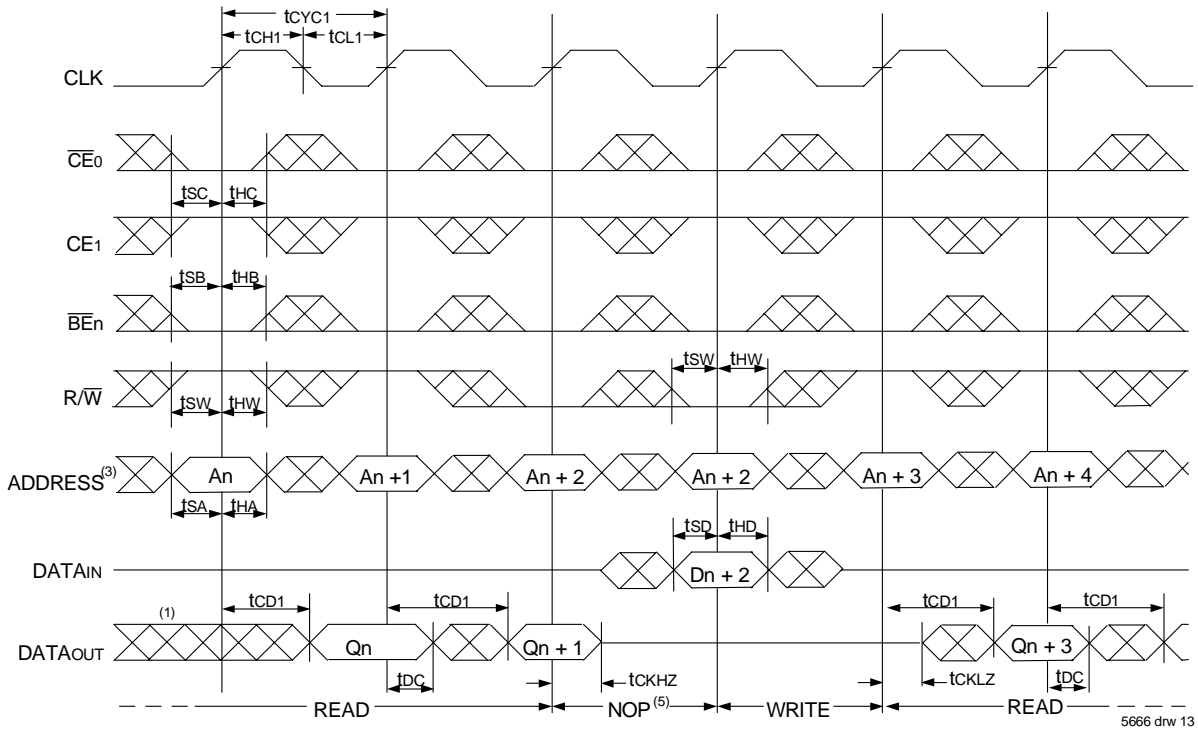 tCYC1
tCH1 tCL1
CLK
CE0
tSC tHC
CE1
tSB tHB
BEn
tSW tHW
R/W
tSW tHW
ADDRESS(3) An An +1 An + 2 An + 2 An + 3 An + 4
tSA tHA
tSD tHD
DATAIN Dn + 2
(1) tCD1 tCD1 tCD1 tCD1
DATAOUT Qn Qn + 1 Qn + 3
tDC tCKHZ tCKLZ tDC
READ NOP(5) WRITE READ
5666 drw 13